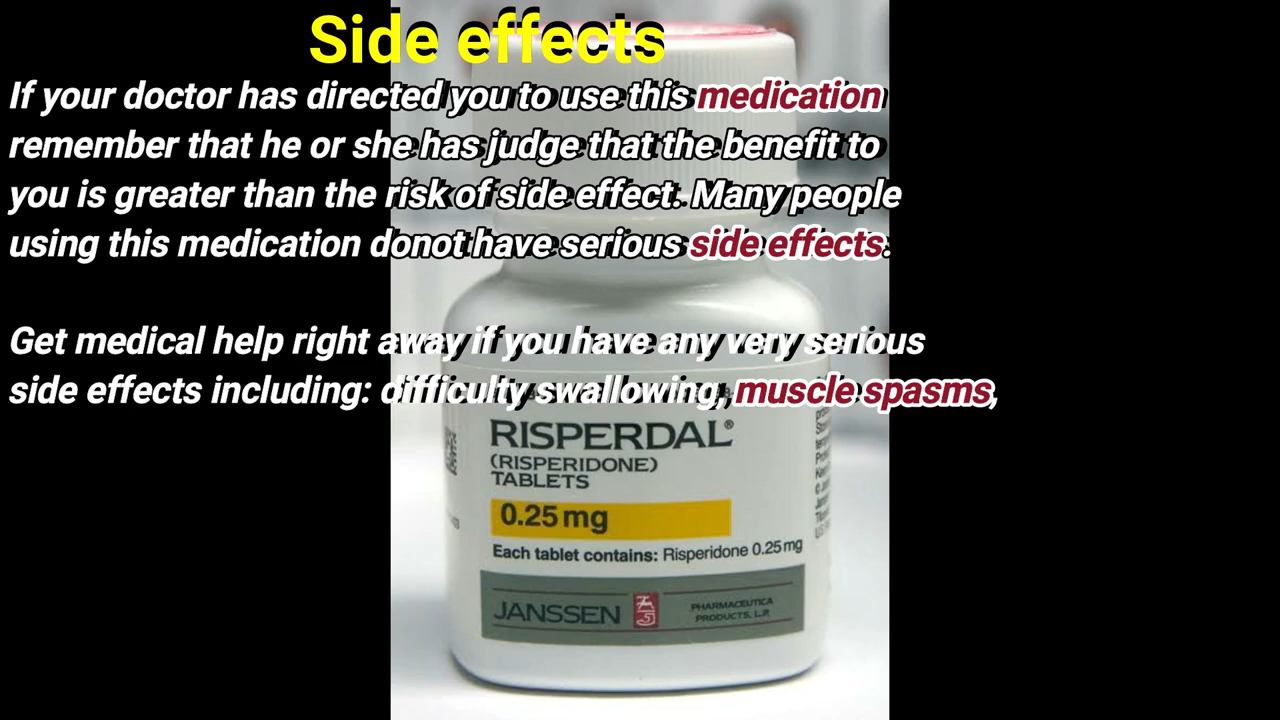 Side effects
If your doctor has directed you to use this medication
remember that he or she has judge that the benefit to
you is greater than the risk of side effect. Many people
using this medication donot have serious side effects.
Get medical help right away if you have any very serious
side effects including: difficulty swallowing, muscle spasms,
RISPERDAL®
(RISPERIDONE)
TABLETS
0.25 mg
Each tablet contains: Risperidone 0.25 mg
JANSSEN
PHARMACEUTICA
PRODUCTS, L.P.